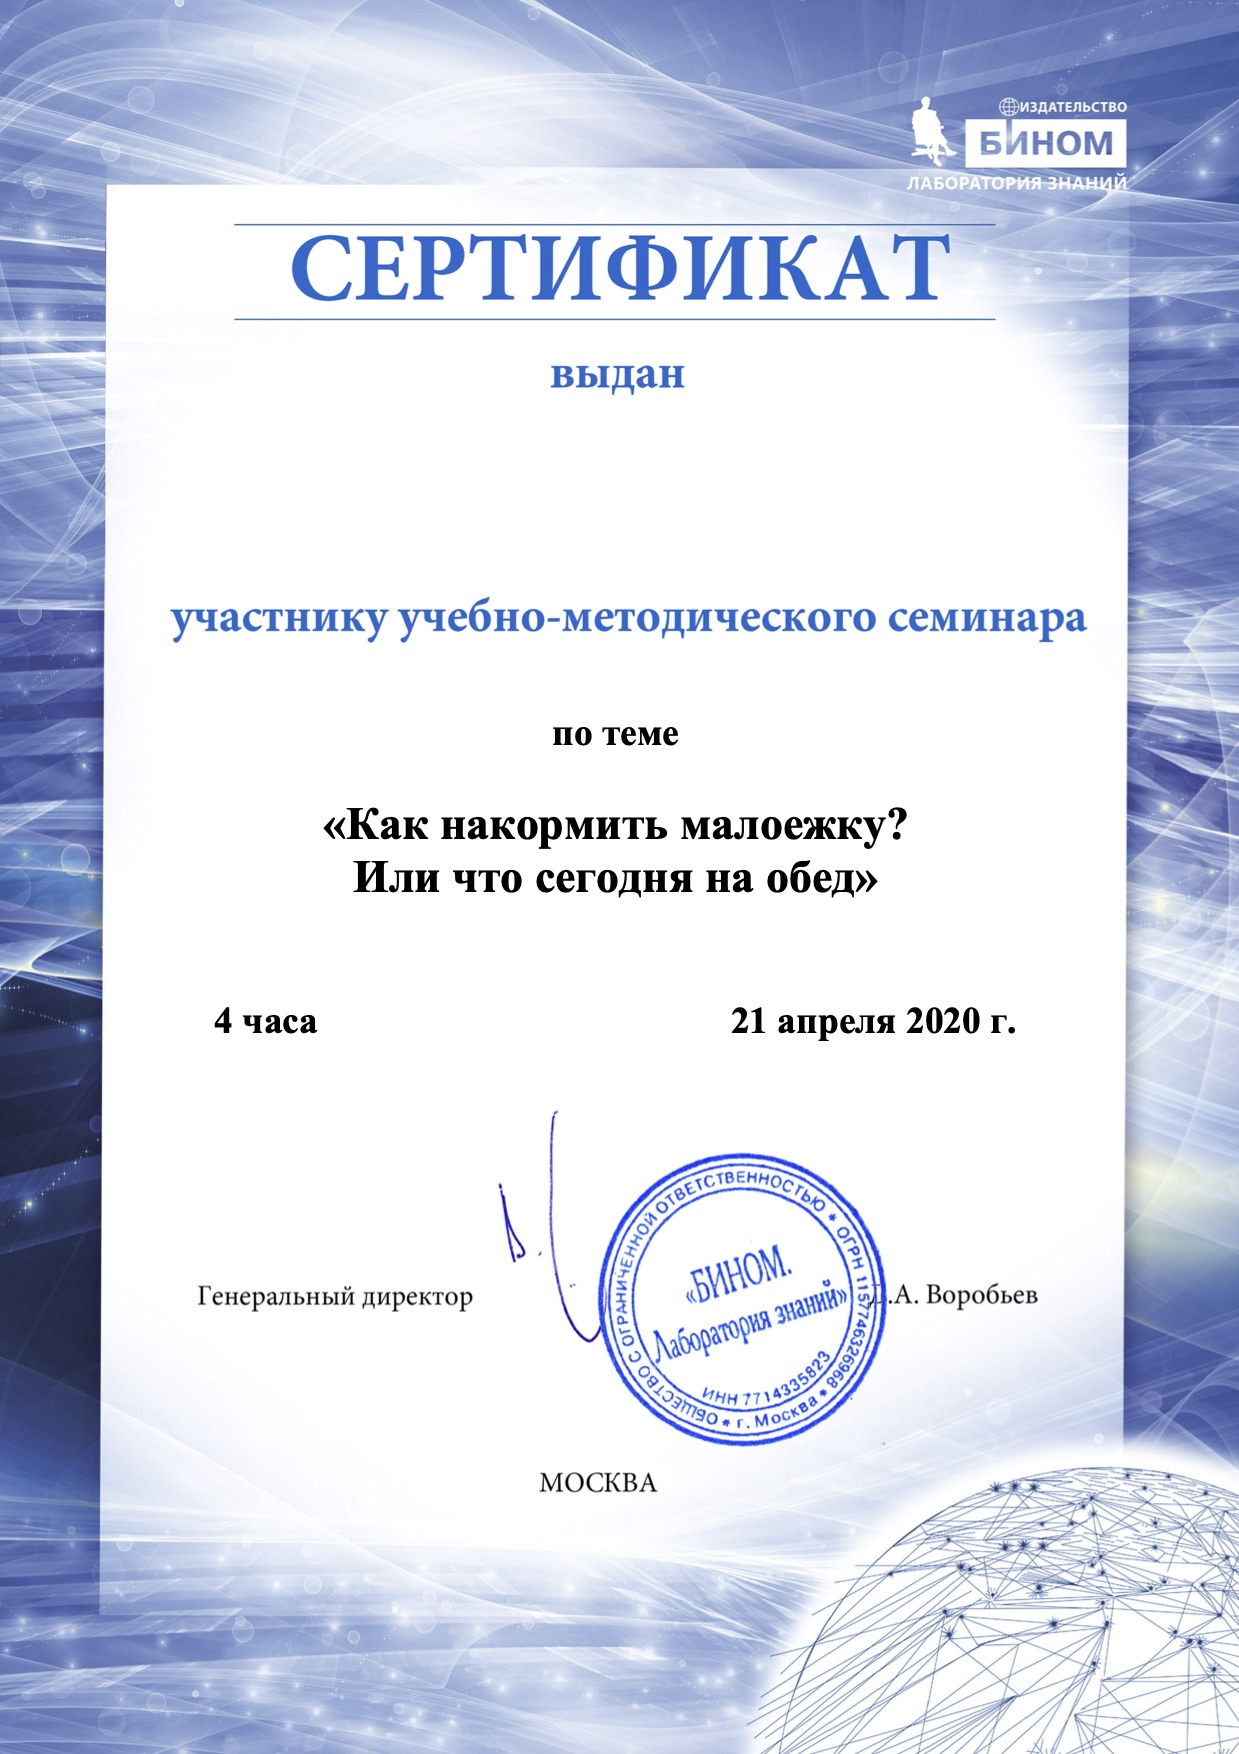 ИЗДАТЕЛЬСТВО
БИНОМ
ЛАБОРАТОРИЯ ЗНАНИЙ
СЕРТИФИКАТ
выдан
участнику учебно-методического семинара
по теме
«Как накормить малоежку?
Или что сегодня на обед»
4 часа 21 апреля 2020 г.
ОБЩЕСТВО С ОГРАНИЧЕННОЙ ОТВЕТСТВЕННОСТЬЮ * ОГРН 1157746326968 * г. Москва *
«БИНОМ.
Лаборатория знаний»
ИНН 7714335823
Генеральный директор .А. Воробьев
МОСКВА